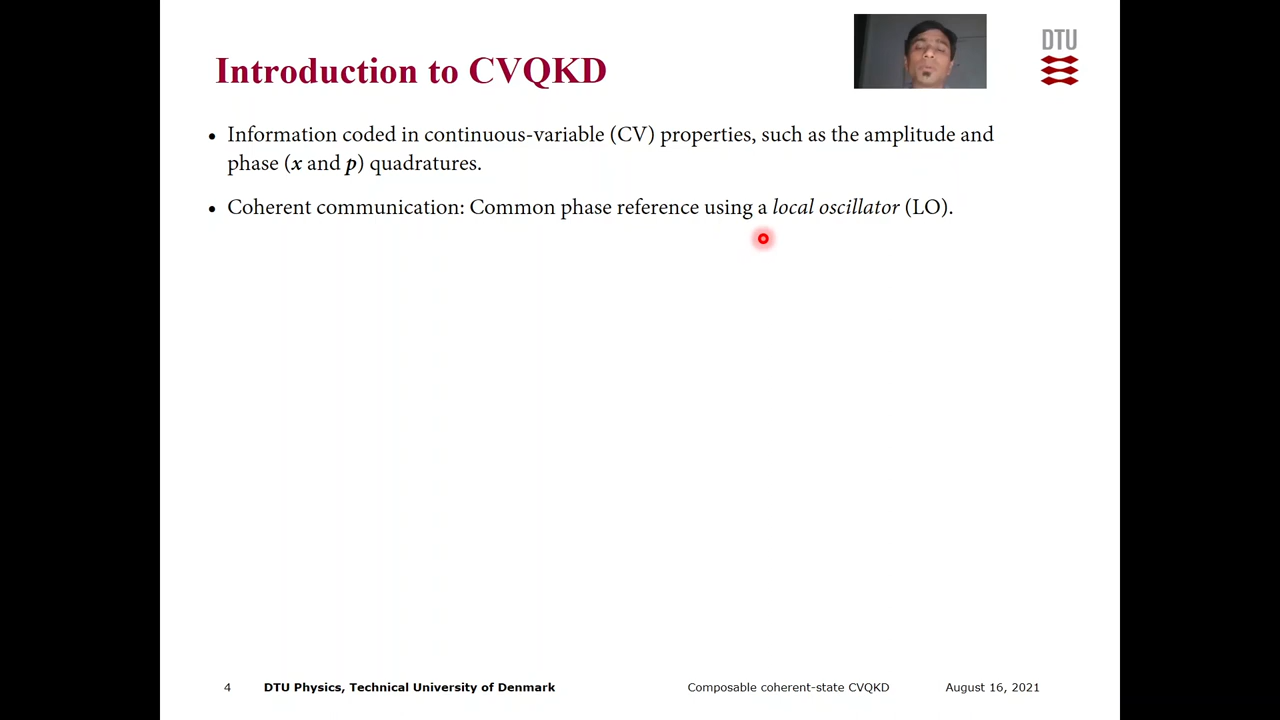 DTU
Introduction to CVQKD
• Information coded in continuous-variable (CV) properties, such as the amplitude and
phase (x and p) quadratures.
• Coherent communication: Common phase reference using a local oscillator (LO).
4 DTU Physics, Technical University of Denmark Composable coherent-state CVQKD August 16, 2021